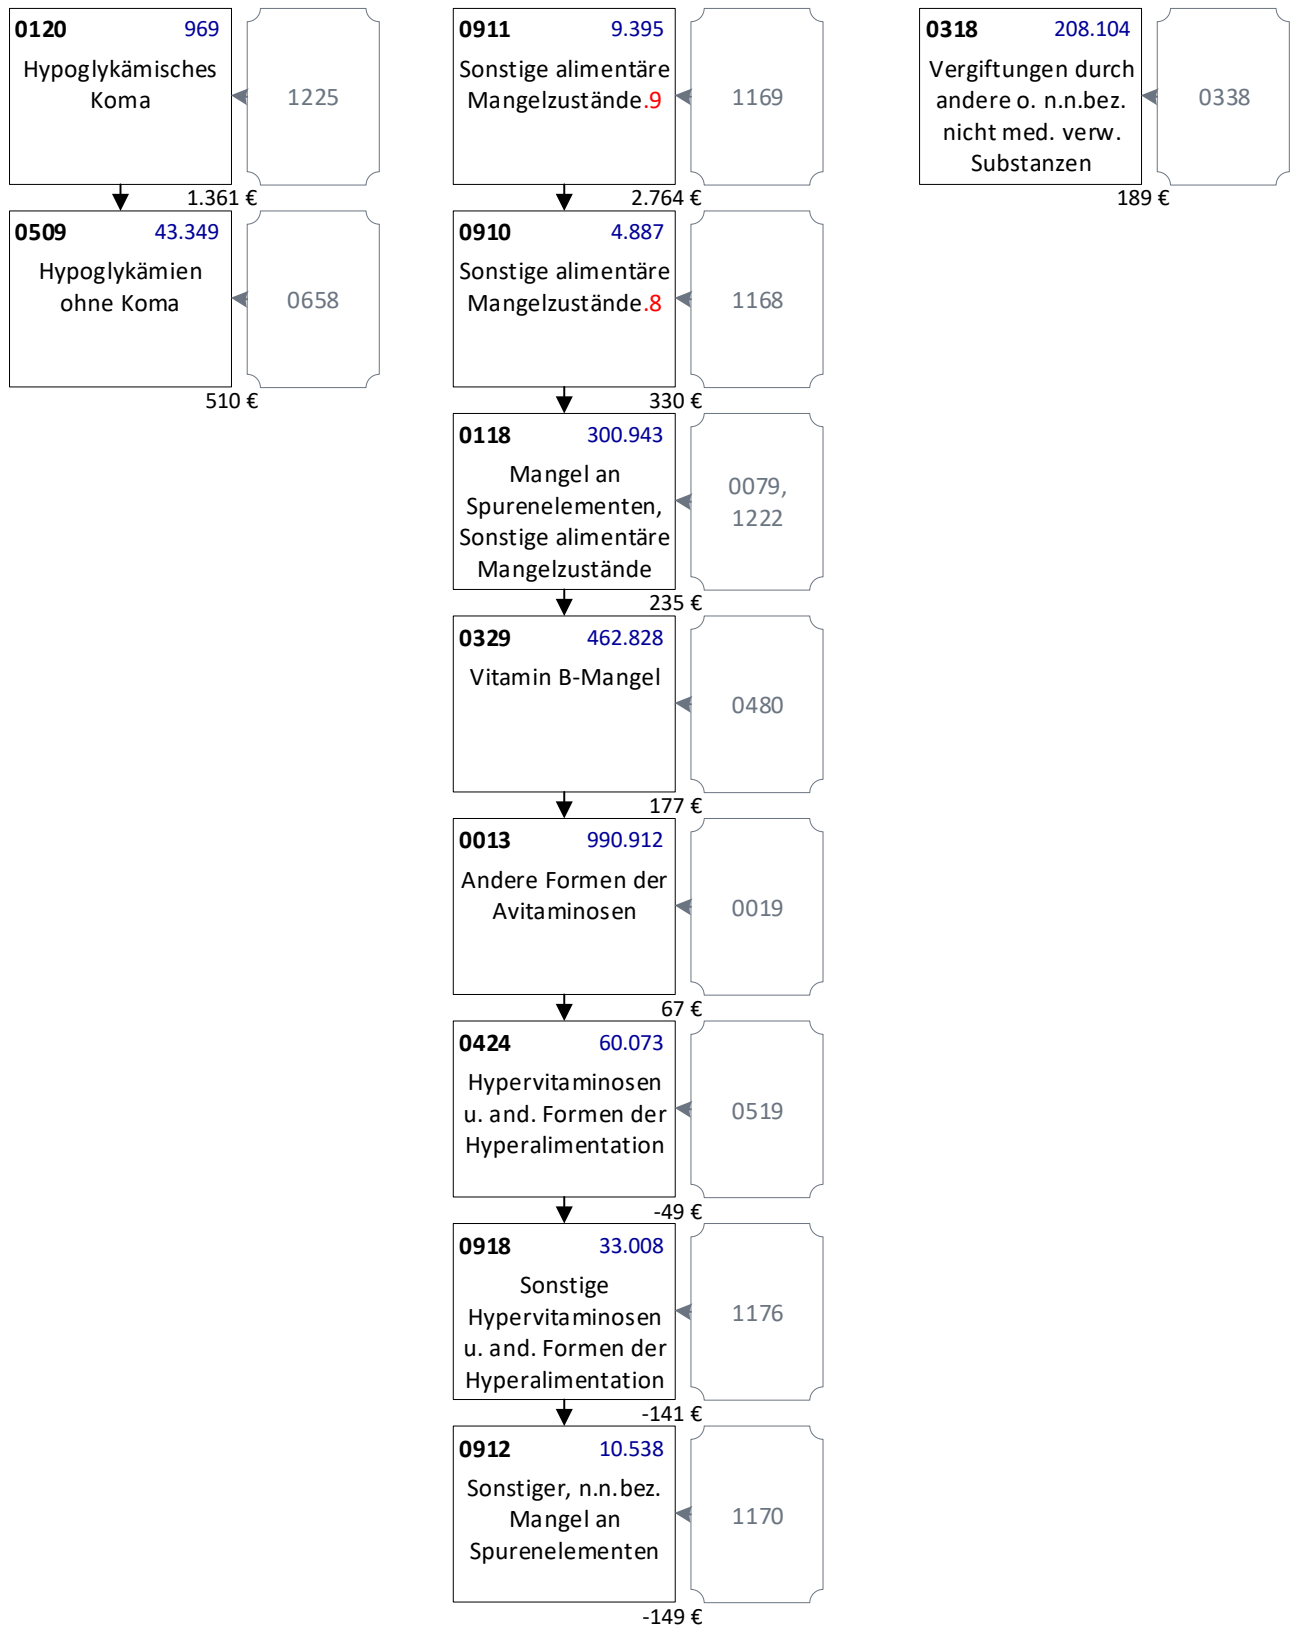 0120 969
Hypoglykämisches
Koma
1225
1.361 €
0509 43.349
Hypoglykämien
ohne Koma
0658
510 €
0911 9.395
Sonstige alimentäre
Mangelzustände.9
1169
2.764 €
0910 4.887
Sonstige alimentäre
Mangelzustände.8
1168
330 €
0118 300.943
Mangel an
Spurenelementen,
Sonstige alimentäre
Mangelzustände
0079,
1222
235 €
0329 462.828
Vitamin B-Mangel
0480
177 €
0013 990.912
Andere Formen der
Avitaminosen
0019
67 €
0424 60.073
Hypervitaminosen
u. and. Formen der
Hyperalimentation
0519
-49 €
0918 33.008
Sonstige
Hypervitaminosen
u. and. Formen der
Hyperalimentation
1176
-141 €
0912 10.538
Sonstiger, n.n.bez.
Mangel an
Spurenelementen
1170
-149 €
0318 208.104
Vergiftungen durch
andere o. n.n.bez.
nicht med. verw.
Substanzen
0338
189 €